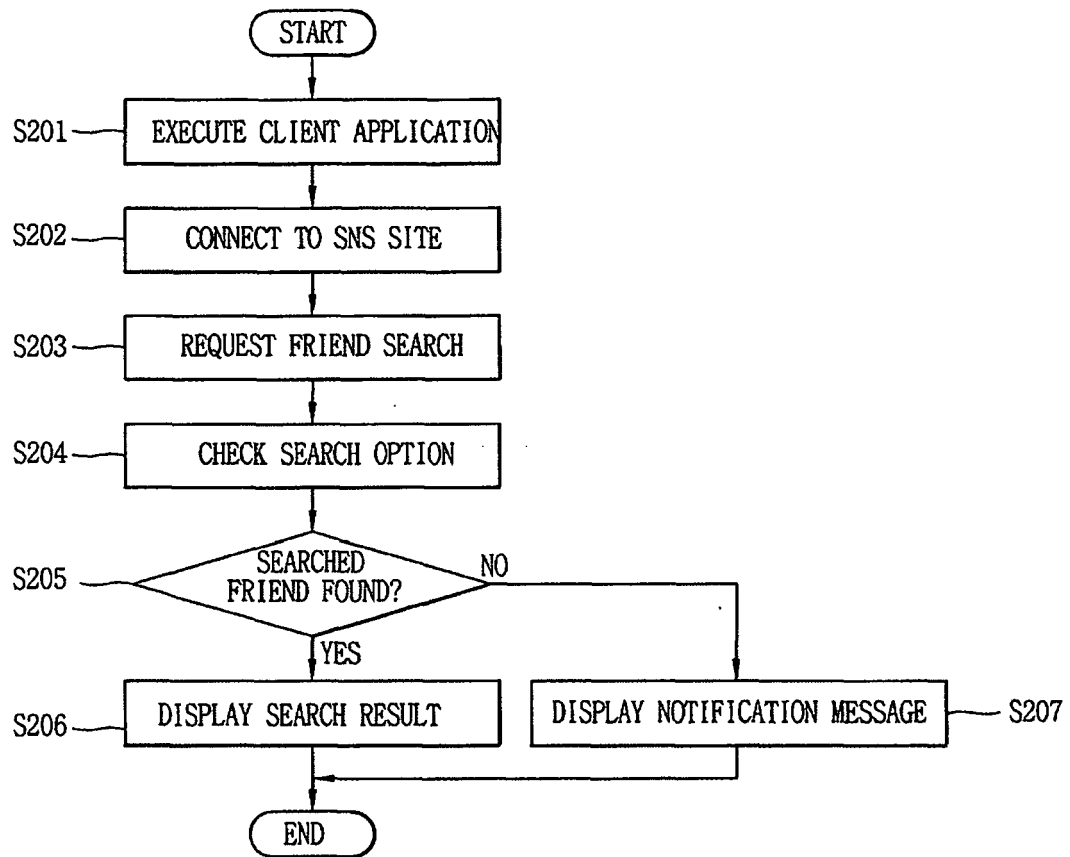 START
S201 EXECUTE CLIENT APPLICATION
S202 CONNECT TO SNS SITE
S203 REQUEST FRIEND SEARCH
S204 CHECK SEARCH OPTION
SEARCHED
S205 FRIEND FOUND?
NO
YES
S206 DISPLAY SEARCH RESULT
DISPLAY NOTIFICATION MESSAGE S207
END